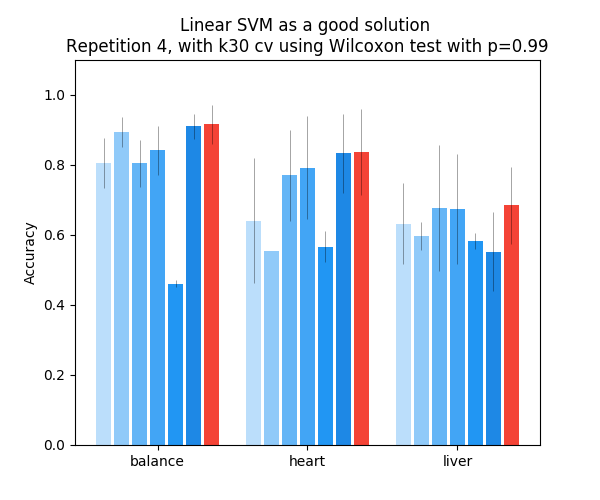 Linear SVM as a good solution
Repetition 4, with k30 cv using Wilcoxon test with p=0.99
1.0
0.8
0.6
0.4
0.2
0.0
Accuracy
balance heart liver